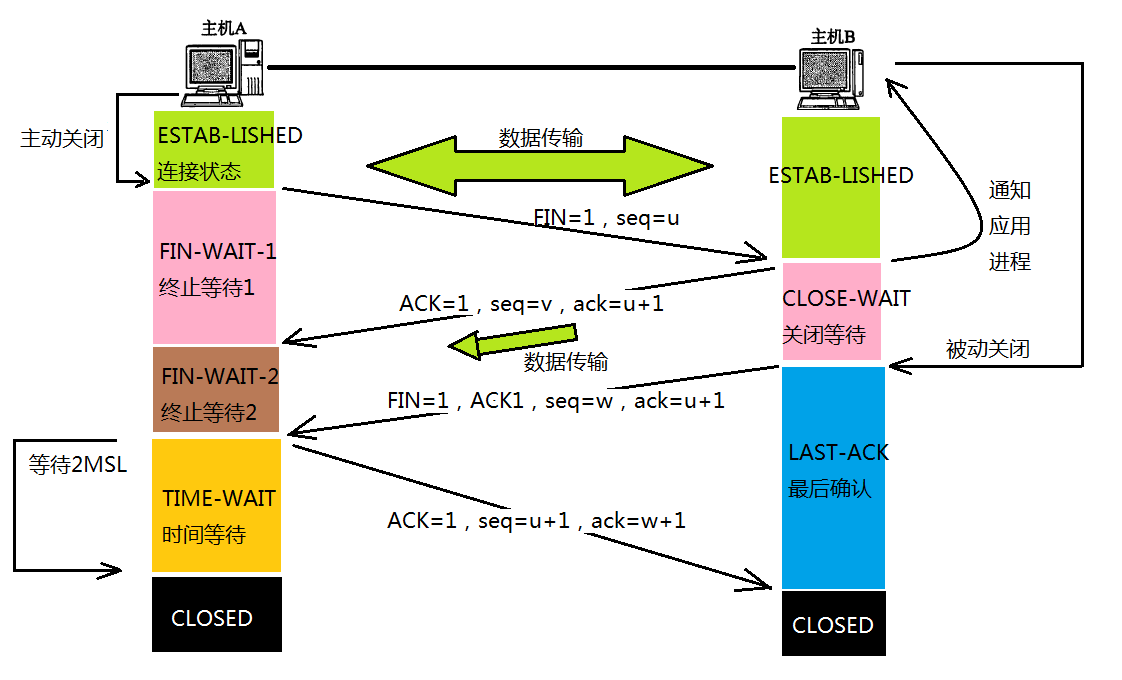 主机A
主机B
主动关闭
ESTAB-LISHED
连接状态
数据传输
ESTAB-LISHED
通知
应用
进程
FIN=1，seq=u
FIN-WAIT-1
终止等待1
ACK=1，seq=v，ack=u+1
CLOSE-WAIT
关闭等待
数据传输
被动关闭
FIN-WAIT-2
终止等待2
FIN=1，ACK1，seq=w，ack=u+1
等待2MSL
LAST-ACK
最后确认
TIME-WAIT
时间等待
ACK=1，seq=u+1，ack=w+1
CLOSED
CLOSED